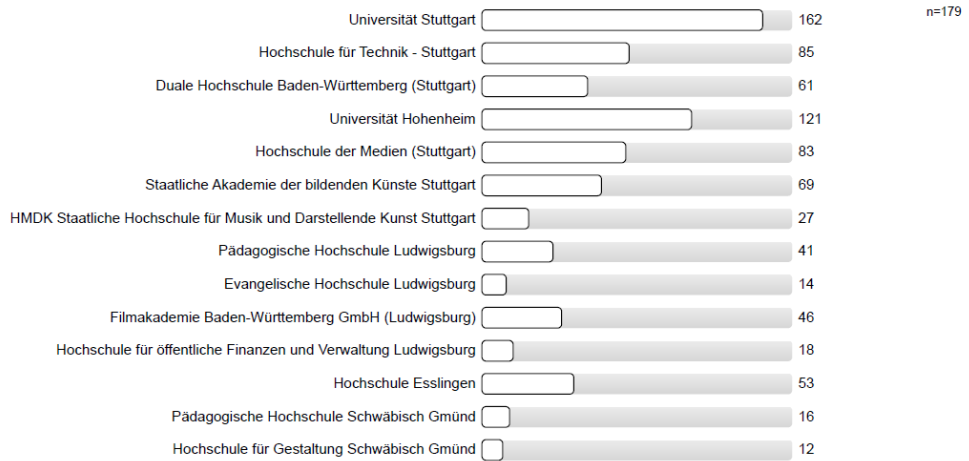 Universität Stuttgart 162 n=179
Hochschule für Technik - Stuttgart 85
Duale Hochschule Baden-Württemberg (Stuttgart) 61
Universität Hohenheim 121
Hochschule der Medien (Stuttgart) 83
Staatliche Akademie der bildenden Künste Stuttgart 69
HMDK Staatliche Hochschule für Musik und Darstellende Kunst Stuttgart 27
Pädagogische Hochschule Ludwigsburg 41
Evangelische Hochschule Ludwigsburg 14
Filmakademie Baden-Württemberg GmbH (Ludwigsburg) 46
Hochschule für öffentliche Finanzen und Verwaltung Ludwigsburg 18
Hochschule Esslingen 53
Pädagogische Hochschule Schwäbisch Gmünd 16
Hochschule für Gestaltung Schwäbisch Gmünd 12